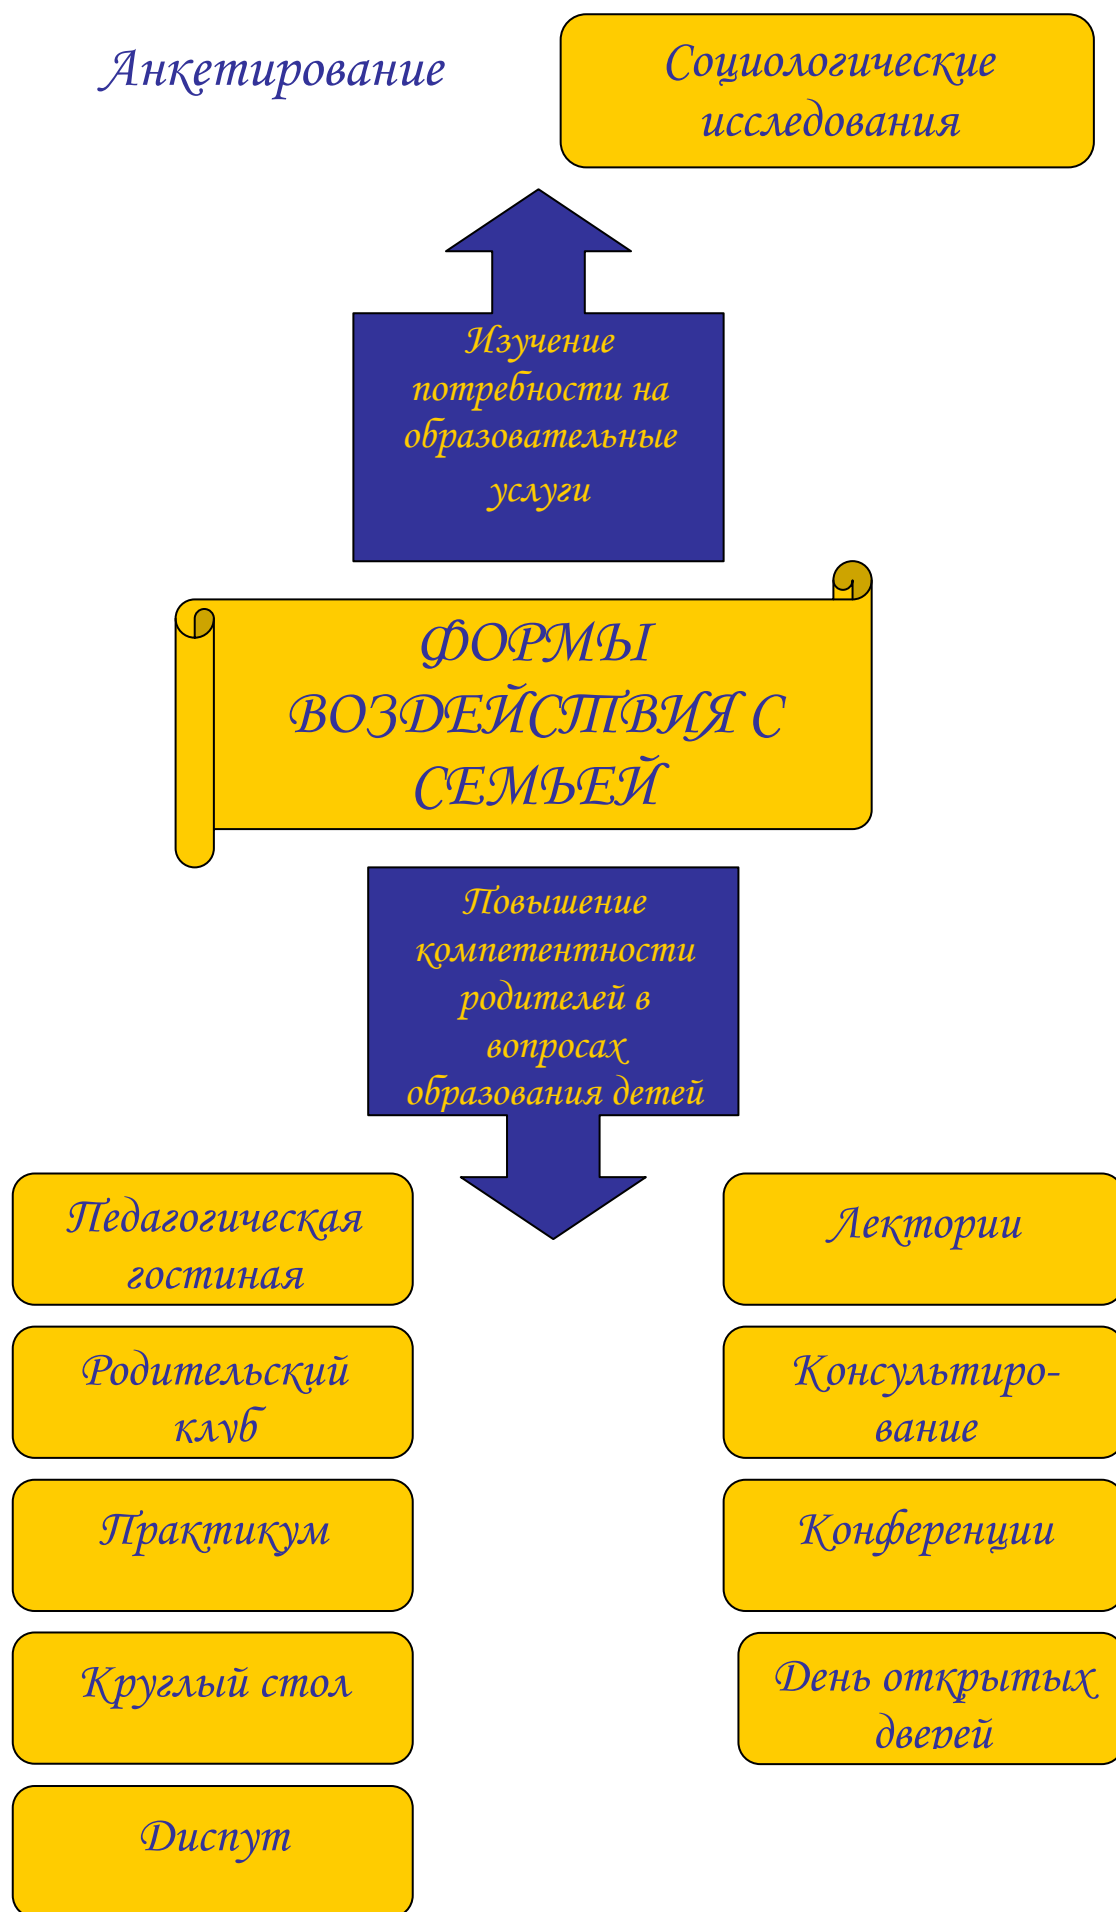 Анкетирование
Социологические
исследования
Изучение
потребности на
образовательные
услуги
ФОРМЫ
ВОЗДЕЙСТВИЯ С
СЕМЬЕЙ
Повышение
компетентности
родителей в
вопросах
образования детей
Педагогическая
гостиная
Лектории
Родительский
клуб
Консультиро-
вание
Практикум
Конференции
Круглый стол
День открытых
дверей
Диспут